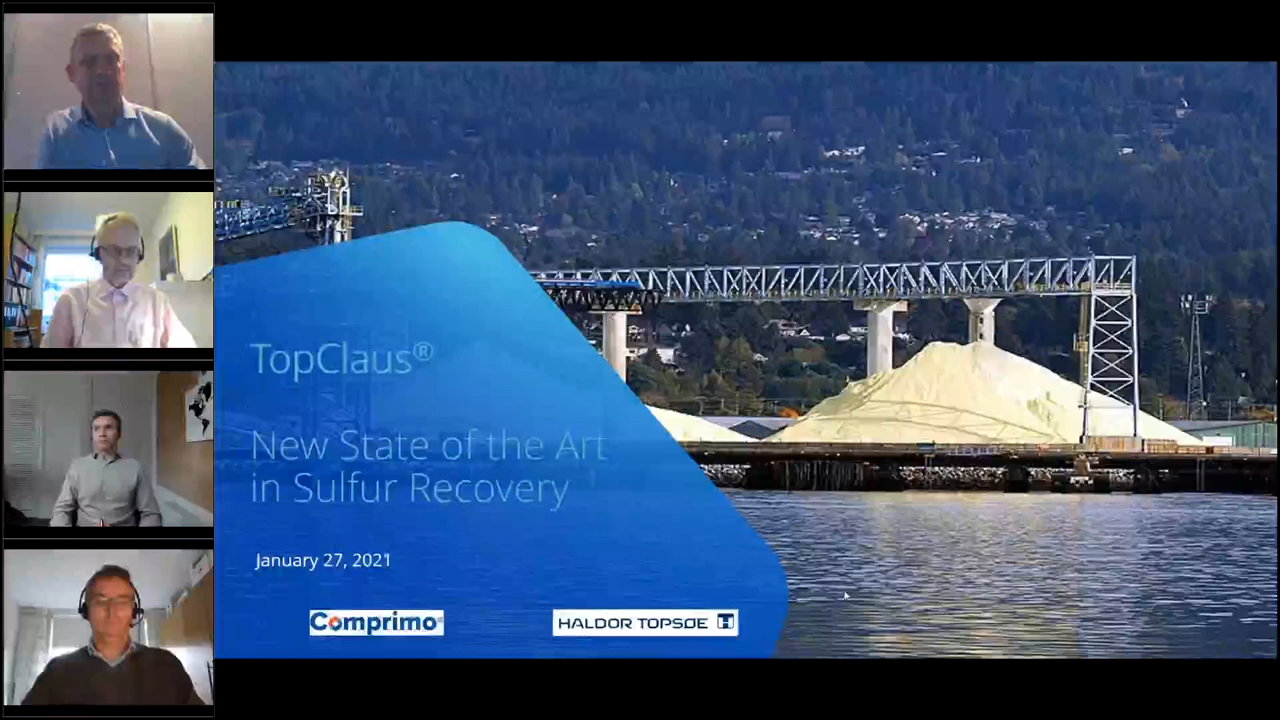 TopClaus®
New State of the Art
in Sulfur Recovery
January 27, 2021
Comprimo®
HALDOR TOPSØE H